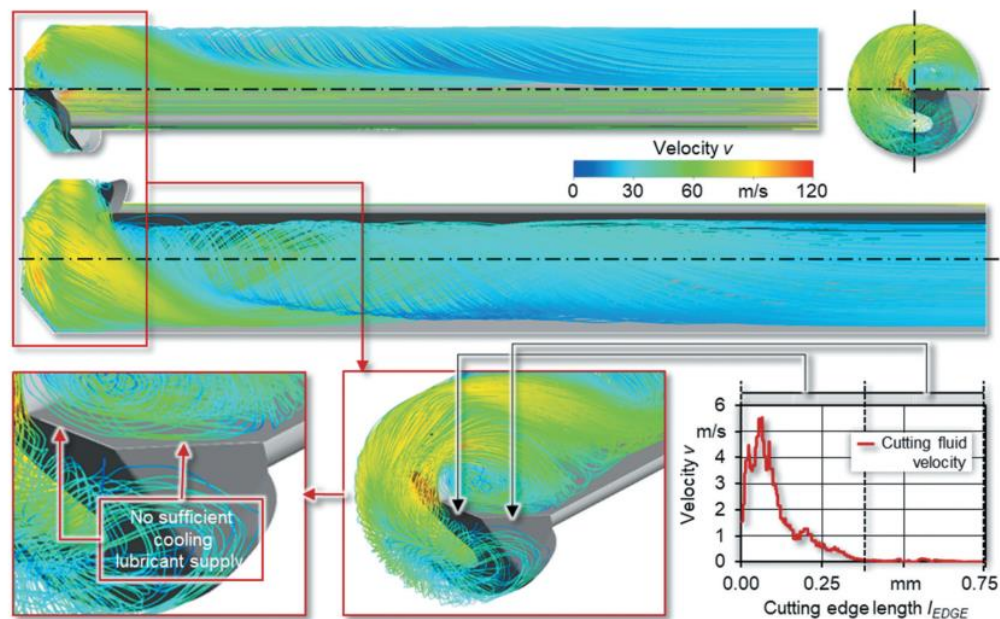 Velocity v
0 30 60 m/s 120
No sufficient
cooling
lubricant supply
6
m/s
4
3
2
1
0
Velocity v
Cutting fluid
velocity
0.00 0.25 mm 0.75
Cutting edge length lEDGE